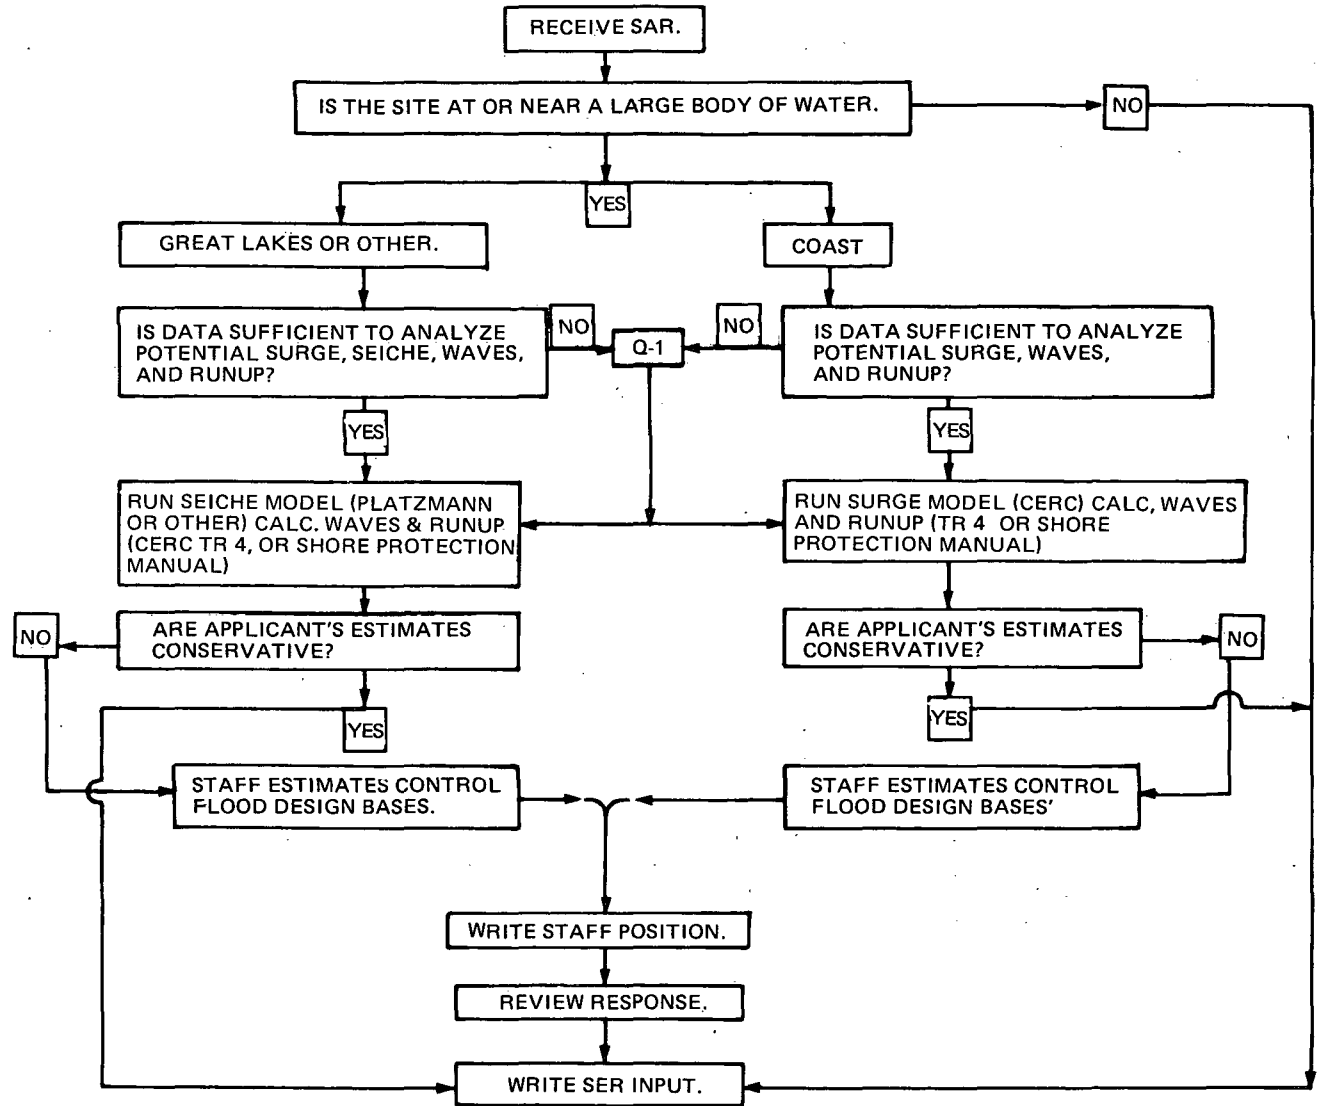 RECEIVE SAR.
IS THE SITE AT OR NEAR A LARGE BODY OF WATER.
NO
YES
GREAT LAKES OR OTHER.
COAST
IS DATA SUFFICIENT TO ANALYZE
POTENTIAL SURGE, SEICHE, WAVES,
AND RUNUP?
NO
Q-1
NO
IS DATA SUFFICIENT TO ANALYZE
POTENTIAL SURGE, WAVES,
AND RUNUP?
YES
YES
RUN SEICHE MODEL (PLATZMANN
OR OTHER) CALC. WAVES & RUNUP
(CERC TR 4, OR SHORE PROTECTION
MANUAL)
RUN SURGE MODEL (CERC) CALC, WAVES
AND RUNUP (TR 4 OR SHORE
PROTECTION MANUAL)
NO
ARE APPLICANT'S ESTIMATES
CONSERVATIVE?
ARE APPLICANT'S ESTIMATES
CONSERVATIVE?
NO
YES
YES
STAFF ESTIMATES CONTROL
FLOOD DESIGN BASES.
STAFF ESTIMATES CONTROL
FLOOD DESIGN BASES'
WRITE STAFF POSITION.
REVIEW RESPONSE.
WRITE SER INPUT.